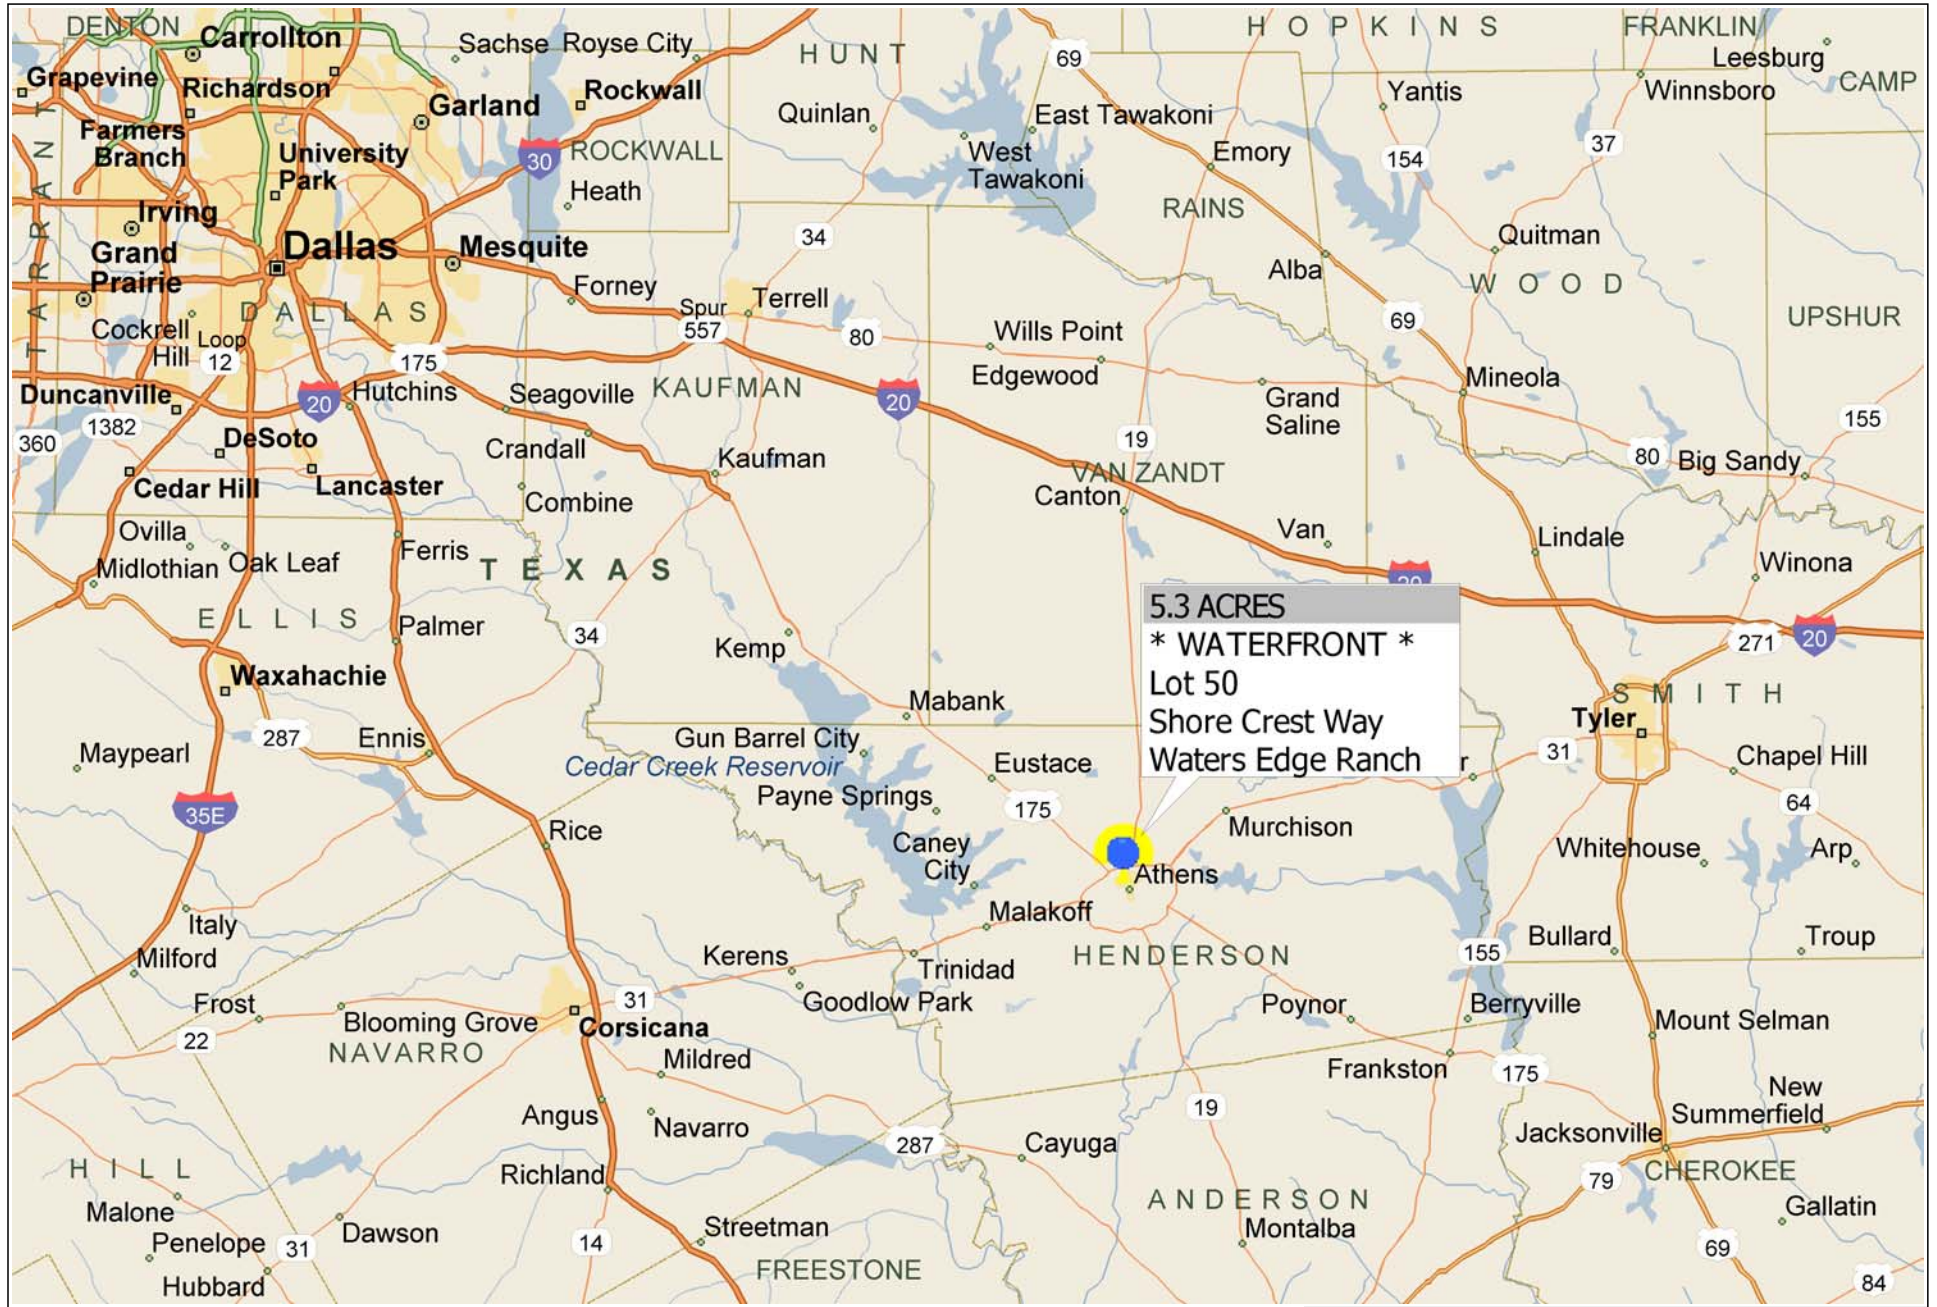 DENTON
Carrollton
Sachse
Royse City
HUNT
69
HOPKINS
FRANKLIN
Leesburg
CAMP
Grapevine
Richardson
Garland
Rockwall
Quinlan
East Tawakoni
Yantis
Winnsboro
Farmers
Branch
University
Park
30
ROCKWALL
Heath
West
Tawakoni
Emory
154
37
TARRANT
Irving
RAINS
Grand
Prairie
Dallas
Mesquite
34
Alba
Quitman
WOOD
Forney
Cockrell
Hill
DALLAS
Loop
12
175
Spur
557
Terrell
80
Wills Point
Edgewood
69
UPSHUR
Duncanville
20
Hutchins
Seagoville
KAUFMAN
20
Grand
Saline
Mineola
360
1382
DeSoto
Crandall
Kaufman
19
VAN ZANDT
Canton
80
Big Sandy
155
Cedar Hill
Lancaster
Combine
Ovilla
Oak Leaf
Ferris
TEXAS
Van
Lindale
Midlothian
20
Winona
ELLIS
Palmer
34
Kemp
5.3 ACRES
* WATERFRONT *
Lot 50
Shore Crest Way
Waters Edge Ranch
271
20
Waxahachie
Mabank
SMITH
Tyler
287
Ennis
Gun Barrel City
Cedar Creek Reservoir
Eustace
r
31
Chapel Hill
Maypearl
Payne Springs
175
64
35E
Rice
Caney
City
Murchison
Whitehouse
Arp
Athens
Italy
Malakoff
Milford
Kerens
Trinidad
HENDERSON
155
Bullard
Troup
Frost
31
Goodlow Park
Poynor
Berryville
Blooming Grove
Corsicana
Mount Selman
22
NAVARRO
Mildred
Frankston
175
New
Summerfield
Angus
Navarro
19
287
Cayuga
Jacksonville
HILL
Richland
79
CHEROKEE
Malone
ANDERSON
Gallatin
Dawson
Streetman
Montalba
Penelope
31
14
69
Hubbard
FREESTONE
84